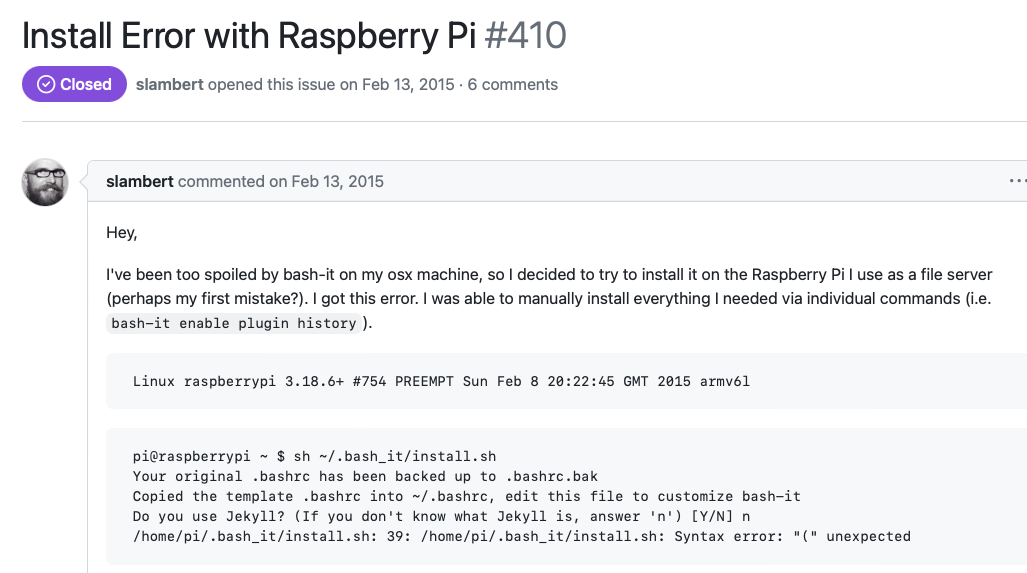 Install Error with Raspberry Pi #410
Closed slambert opened this issue on Feb 13, 2015 · 6 comments
slambert commented on Feb 13, 2015
Hey,
I've been too spoiled by bash-it on my osx machine, so I decided to try to install it on the Raspberry Pi I use as a file server
(perhaps my first mistake?). I got this error. I was able to manually install everything I needed via individual commands (i.e.
bash-it enable plugin history).
Linux raspberrypi 3.18.6+ #754 PREEMPT Sun Feb 8 20:22:45 GMT 2015 armv6l
pi@raspberrypi ~ $ sh ~/.bash_it/install.sh
Your original .bashrc has been backed up to .bashrc.bak
Copied the template .bashrc into ~/.bashrc, edit this file to customize bash-it
Do you use Jekyll? (If you don't know what Jekyll is, answer 'n') [Y/N] n
/home/pi/.bash_it/install.sh: 39: /home/pi/.bash_it/install.sh: Syntax error: "(" unexpected